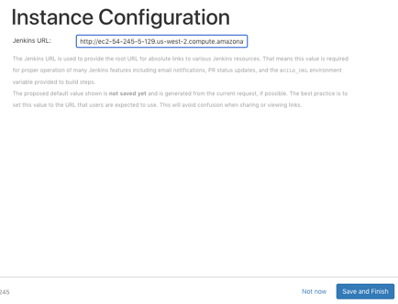 Instance Configuration
Jenkins URL: http://ec2-54-245-5-129.us-west-2.compute.amazona
The Jenkins URL is used to provide the root URL for absolute links to various Jenkins resources. That means this value is required
for proper operation of many Jenkins features including email notifications, PR status updates, and the BUILD_URL environment
variable provided to build steps.
The proposed default value shown is not saved yet and is generated from the current request, if possible. The best practice is to
set this value to the URL that users are expected to use. This will avoid confusion when sharing or viewing links.
245
Not now Save and Finish